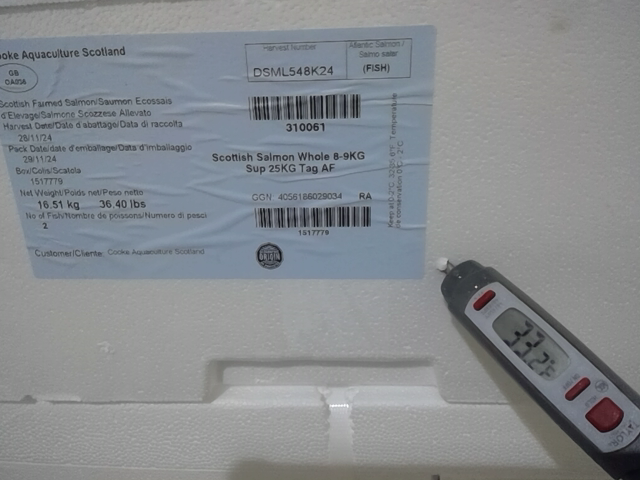 Cooke Aquaculture Scotland
GB
Scottish Farmed Salmon/Saumon Ecossais
d'Elevage/Salmone Scozzese Allevato
Harvest Date/Date d'abattage/Data di raccolta
28/11/24
Pack Date/date d'emballage/Data d'imballaggio
29/11/24
Box/Colis/Scatola
1517779
Net Weight/Poids net/Peso netto
16.51 kg 36.40 lbs
No of Fish/Nombre de poissons/Numero di pesci
2
Customer/Cliente: Cooke Aquaculture Scotland
Harvest Number
DSML548K24
Atlantic Salmon /
Salmo salar
(FISH)
310061
Scottish Salmon Whole 8-9KG
Sup 25KG Tag AF
GGN: 4056186029034 RA
1517779
ORIGIN
33.2°F
TAYLOR